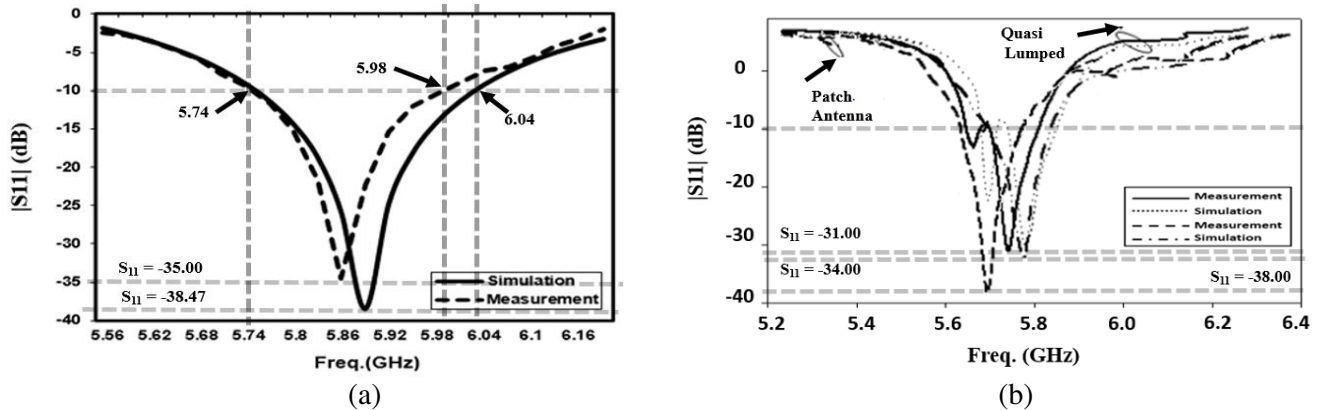 0
-5
-10
-15
-20
-25
-30
-35
-40
|S11| (dB)
5.98
5.74
6.04
S11 = -35.00
S11 = -38.47
Simulation
Measurement
5.56 5.62 5.68 5.74 5.8 5.86 5.92 5.98 6.04 6.1 6.16
Freq.(GHz)
(a)
0
-10
-20
-30
-40
|S11| (dB)
Quasi
Lumped
Patch
Antenna
Measurement
Simulation
Measurement
Simulation
S11 = -31.00
S11 = -34.00
S11 = -38.00
5.2 5.4 5.6 5.8 6.0 6.2 6.4
Freq. (GHz)
(b)